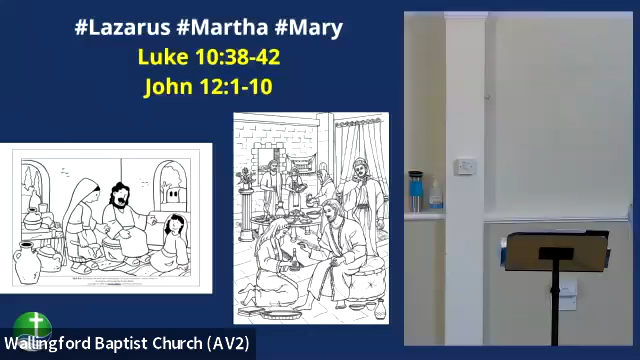 #Lazarus #Martha #Mary
Luke 10:38-42
John 12:1-10
Wallingford Baptist Church (AV2)